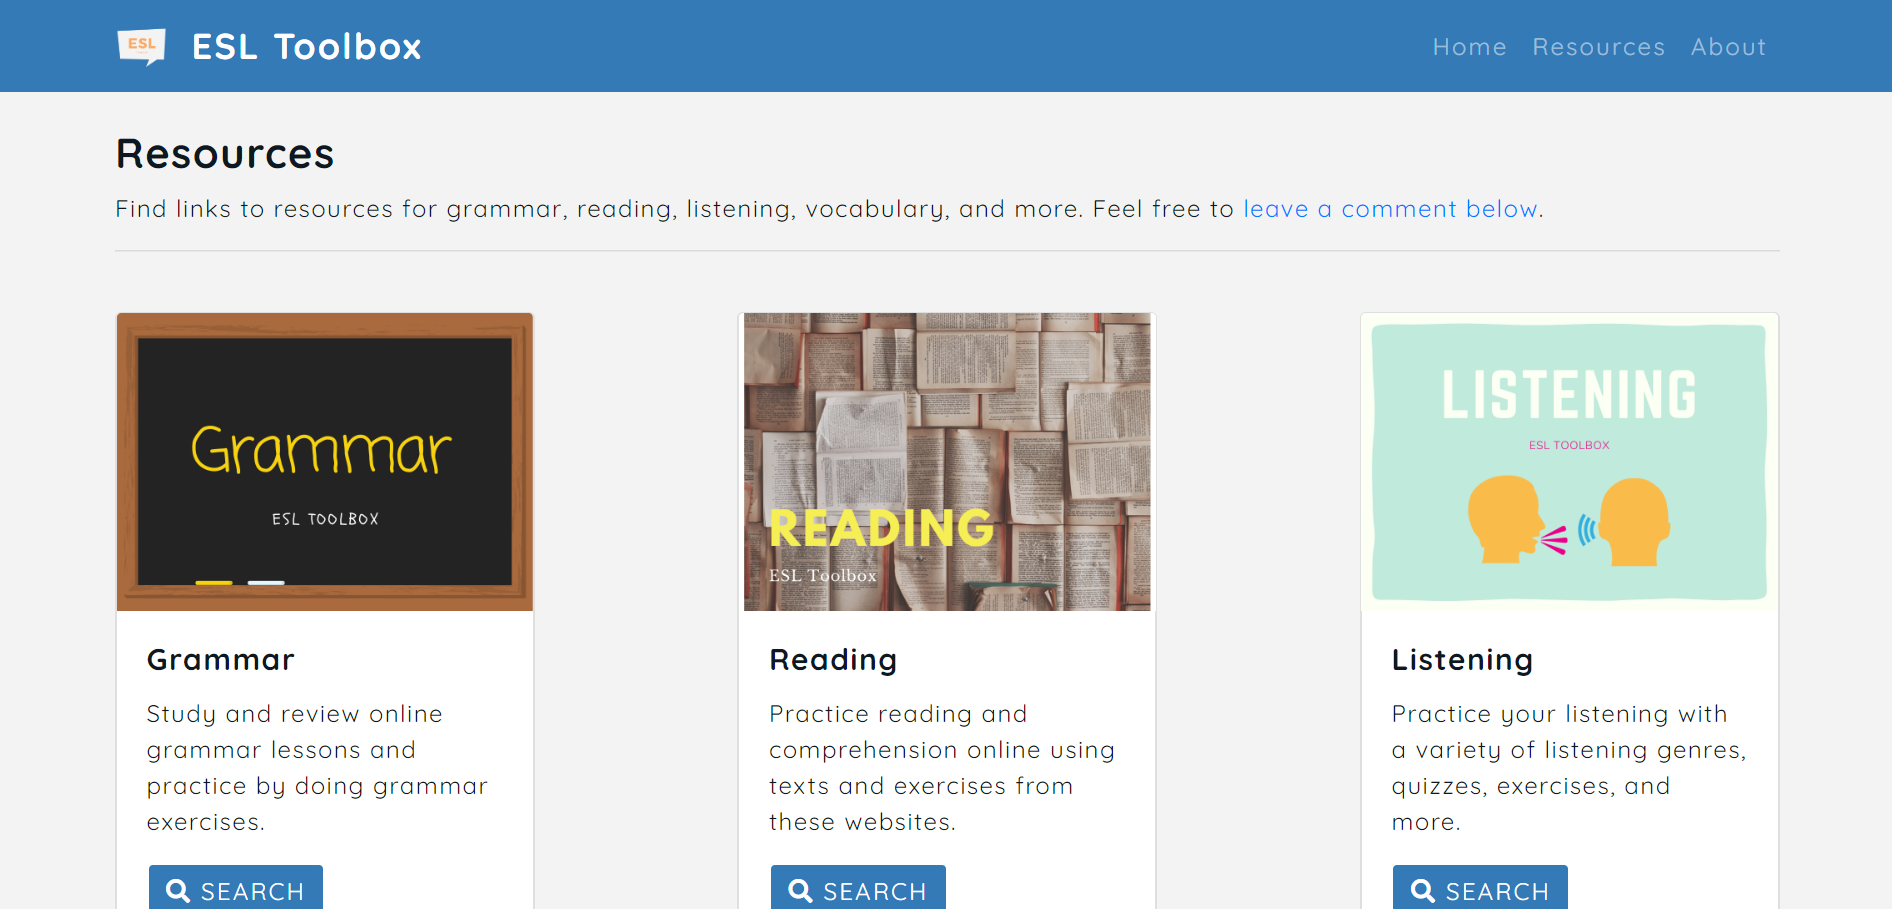 ESL
ESL Toolbox
Home Resources About
Resources
Find links to resources for grammar, reading, listening, vocabulary, and more. Feel free to leave a comment below.
Grammar
ESL TOOLBOX
READING
ESL Toolbox
LISTENING
ESL TOOLBOX
Grammar
Study and review online
grammar lessons and
practice by doing grammar
exercises.
SEARCH
Reading
Practice reading and
comprehension online using
texts and exercises from
these websites.
SEARCH
Listening
Practice your listening with
a variety of listening genres,
quizzes, exercises, and
more.
SEARCH